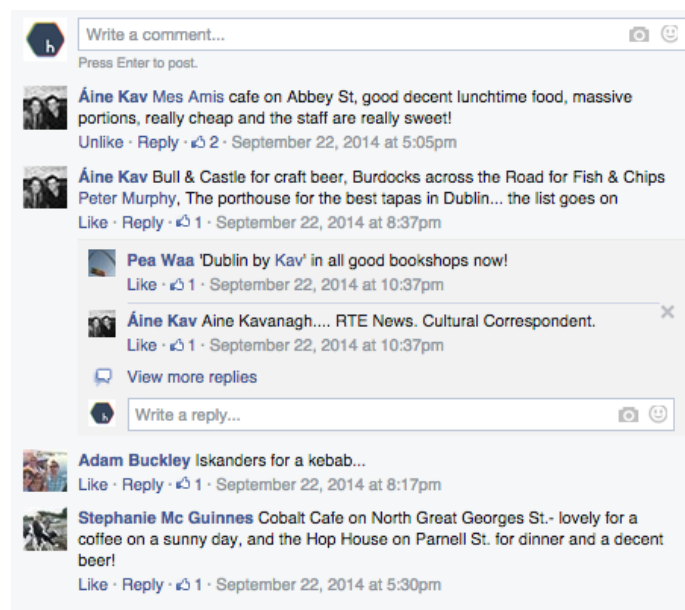 h
Write a comment...
Press Enter to post.
Áine Kav Mes Amis cafe on Abbey St, good decent lunchtime food, massive
portions, really cheap and the staff are really sweet!
Unlike · Reply · 2 · September 22, 2014 at 5:05pm
Áine Kav Bull & Castle for craft beer, Burdocks across the Road for Fish & Chips
Peter Murphy, The porthouse for the best tapas in Dublin... the list goes on
Like · Reply · 1 · September 22, 2014 at 8:37pm
Pea Waa 'Dublin by Kav' in all good bookshops now!
Like · 1 · September 22, 2014 at 10:37pm
Áine Kav Aine Kavanagh.... RTE News. Cultural Correspondent.
Like · 1 · September 22, 2014 at 10:37pm
View more replies
h
Write a reply...
Adam Buckley Iskanders for a kebab...
Like · Reply · 1 · September 22, 2014 at 8:17pm
Stephanie Mc Guinnes Cobalt Cafe on North Great Georges St.- lovely for a
coffee on a sunny day, and the Hop House on Parnell St. for dinner and a decent
beer!
Like · Reply · 1 · September 22, 2014 at 5:30pm